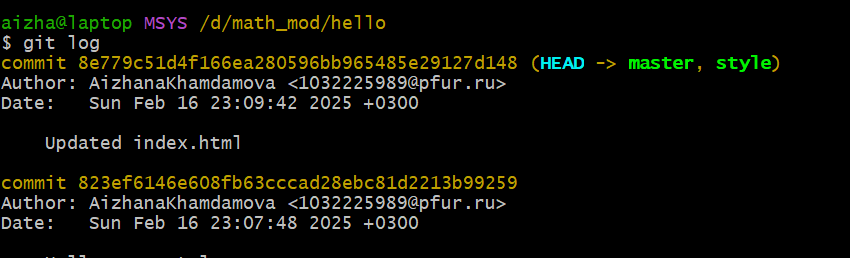 aizha@laptop MSYS /d/math_mod/hello
$ git log
commit 8e779c51d4f166ea280596bb965485e29127d148 (HEAD -> master, style)
Author: AizhanaKhamdamova <1032225989@pfur.ru>
Date:   Sun Feb 16 23:09:42 2025 +0300
Updated index.html
commit 823ef6146e608fb63cccad28ebc81d2213b99259
Author: AizhanaKhamdamova <1032225989@pfur.ru>
Date:   Sun Feb 16 23:07:48 2025 +0300